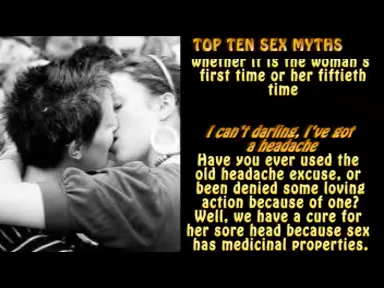 TOP TEN SEX MYTHS
whether it is the woman's
first time or her fiftieth
time
I can't darling, I've got
a headache
Have you ever used the
old headache excuse, or
been denied some loving
action because of one?
Well, we have a cure for
her sore head because sex
has medicinal properties.